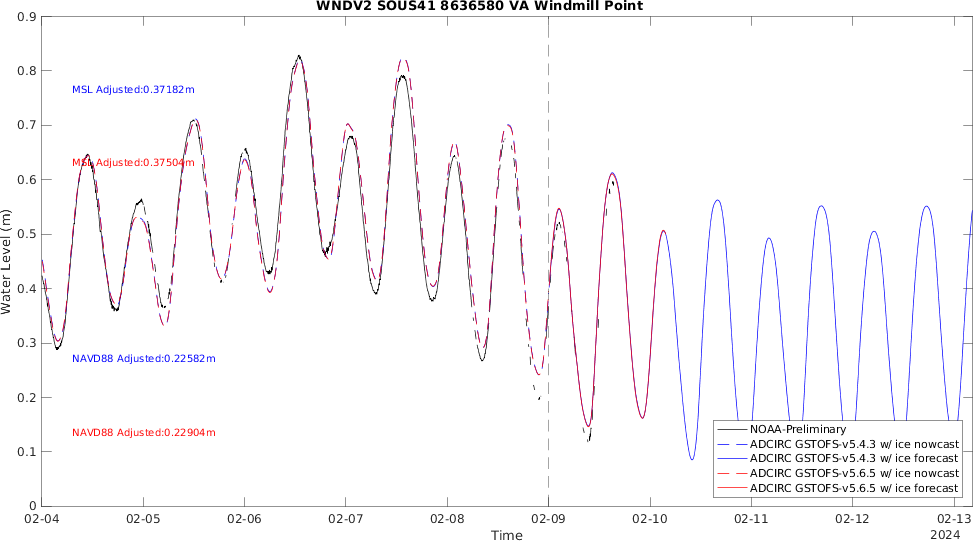 WNDV2 SOUS41 8636580 VA Windmill Point
0.9
0.8
0.7
0.6
0.5
0.4
0.3
0.2
0.1
0
Water Level (m)
MSL Adjusted:0.37182m
MSL Adjusted:0.37504m
NAVD88 Adjusted:0.22582m
NAVD88 Adjusted:0.22904m
NOAA-Preliminary
ADCIRC GSTOFS-v5.4.3 w/ ice nowcast
ADCIRC GSTOFS-v5.4.3 w/ ice forecast
ADCIRC GSTOFS-v5.6.5 w/ ice nowcast
ADCIRC GSTOFS-v5.6.5 w/ ice forecast
02-04 02-05 02-06 02-07 02-08 02-09 02-10 02-11 02-12 02-13
Time 2024